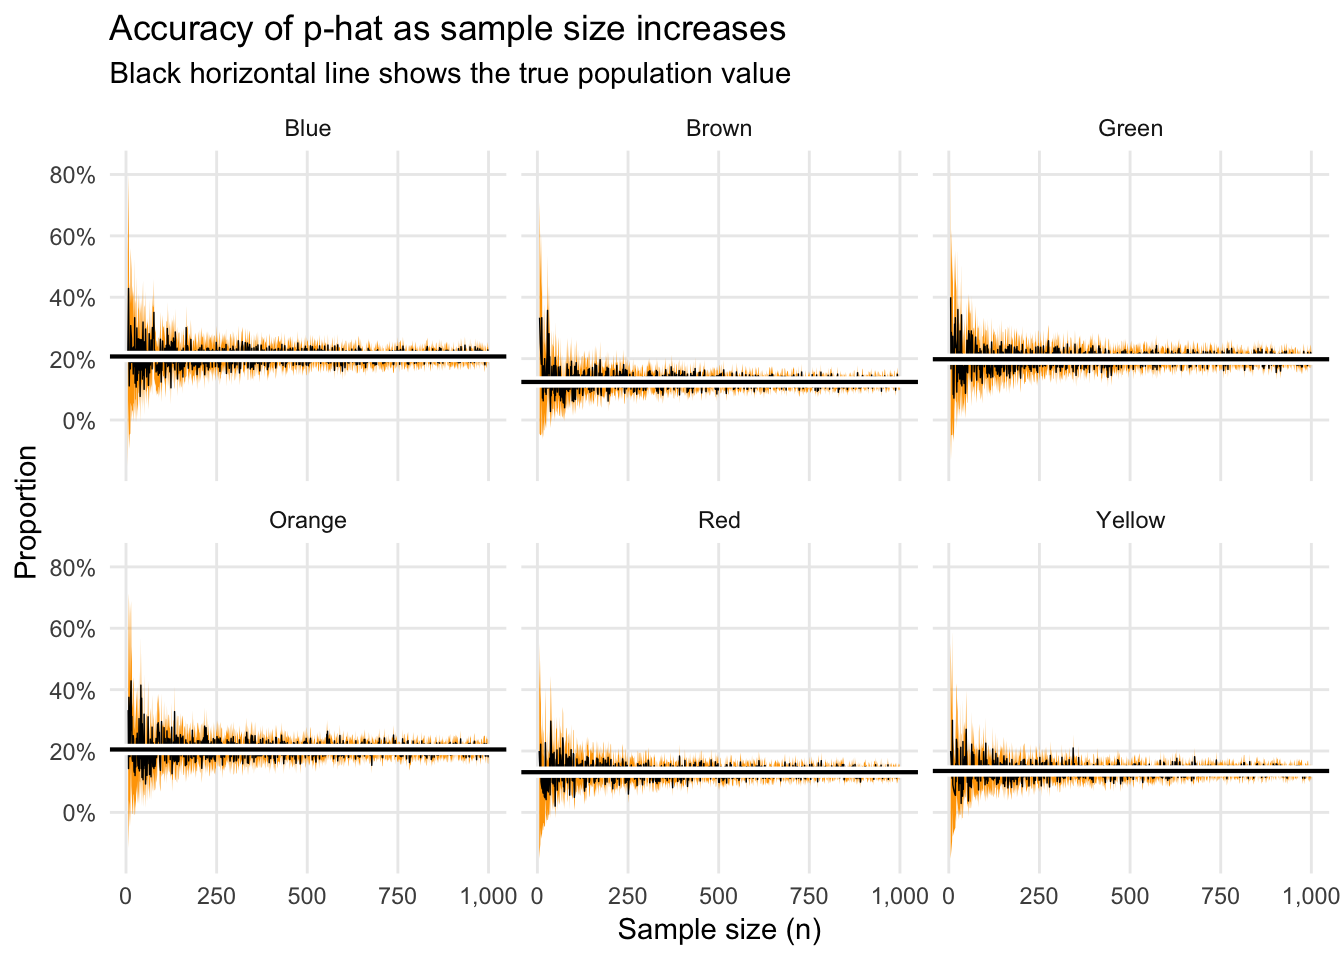 Accuracy of p-hat as sample size increases
Black horizontal line shows the true population value
Blue Brown Green
80%
60%
40%
20%
0%
Proportion
Orange Red Yellow
80%
60%
40%
20%
0%
0 250 500 750 1,000 0 250 500 750 1,000 0 250 500 750 1,000
Sample size (n)